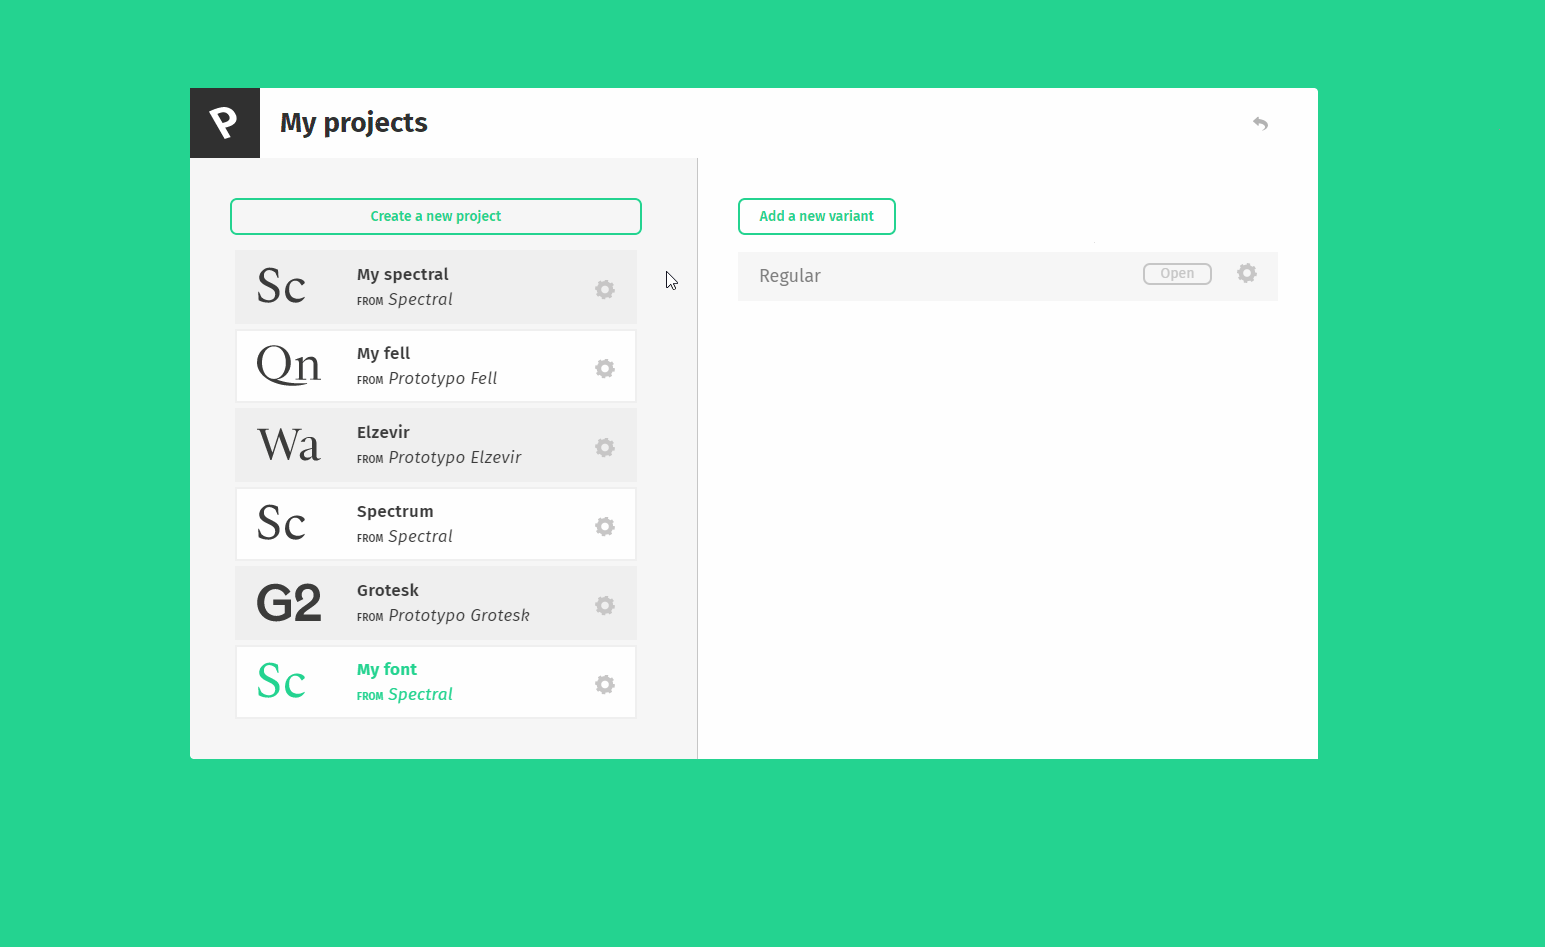 P
My projects
Create a new project
Sc
My spectral
FROM Spectral
Qn
My fell
FROM Prototypo Fell
Wa
Elzevir
FROM Prototypo Elzevir
Sc
Spectrum
FROM Spectral
G2
Grotesk
FROM Prototypo Grotesk
Sc
My font
FROM Spectral
Add a new variant
Regular
Open